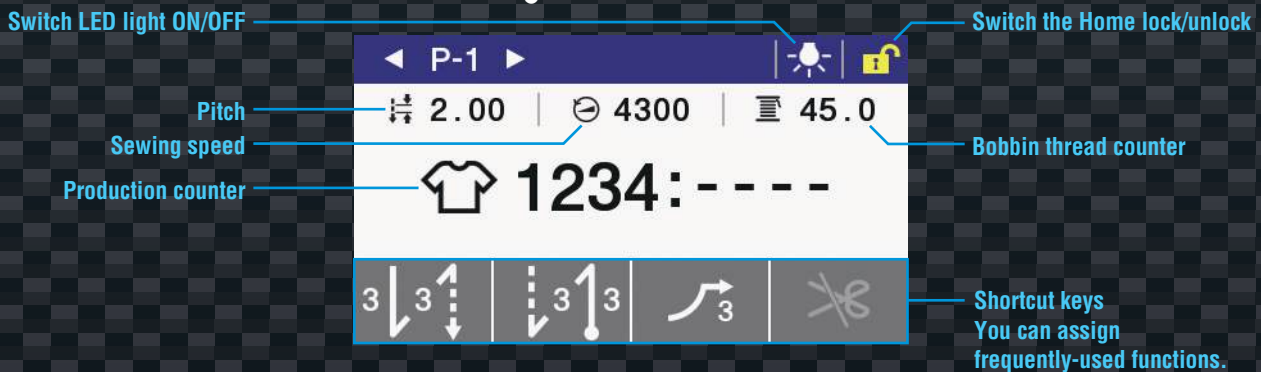 Switch LED light ON/OFF
Switch the Home lock/unlock
P-1
Pitch
2.00
4300
45.0
Sewing speed
Bobbin thread counter
Production counter
1234:----
3 3
3 3
3
Shortcut keys
You can assign
frequently-used functions.